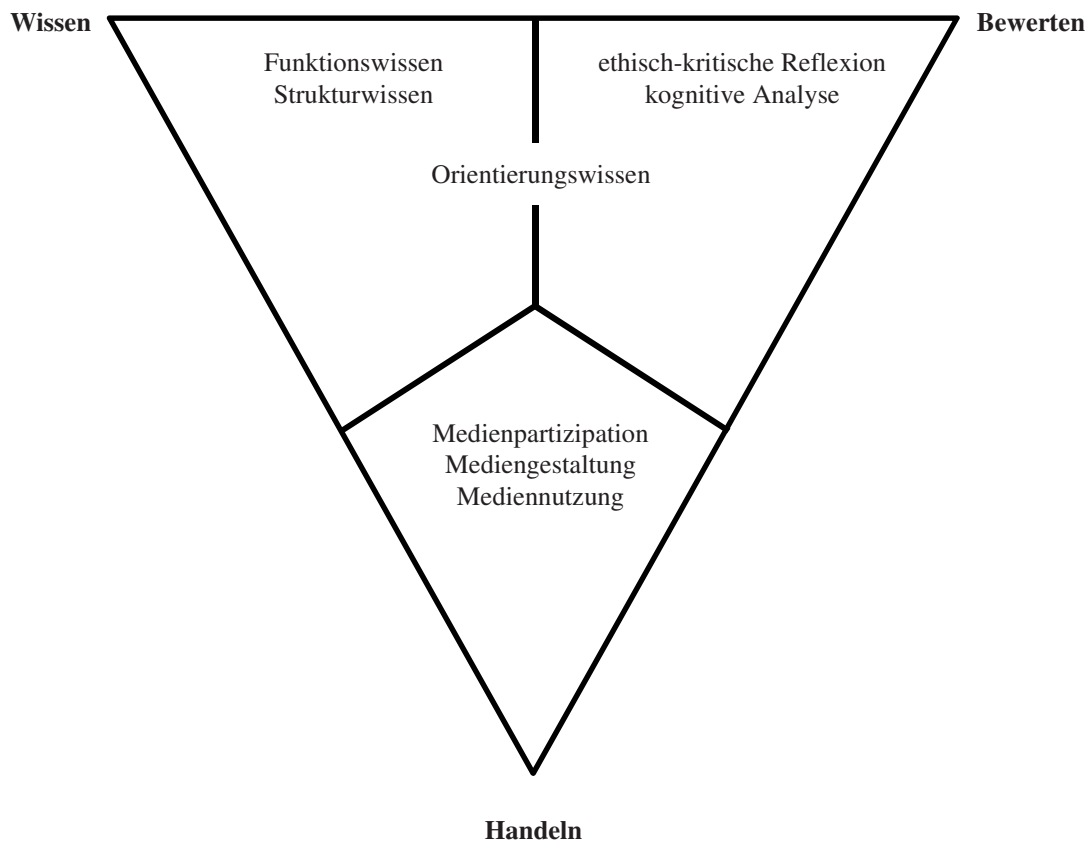 Wissen
Bewerten
Funktionswissen
Strukturwissen
ethisch-kritische Reflexion
kognitive Analyse
Orientierungswissen
Medienpartizipation
Mediengestaltung
Mediennutzung
Handeln